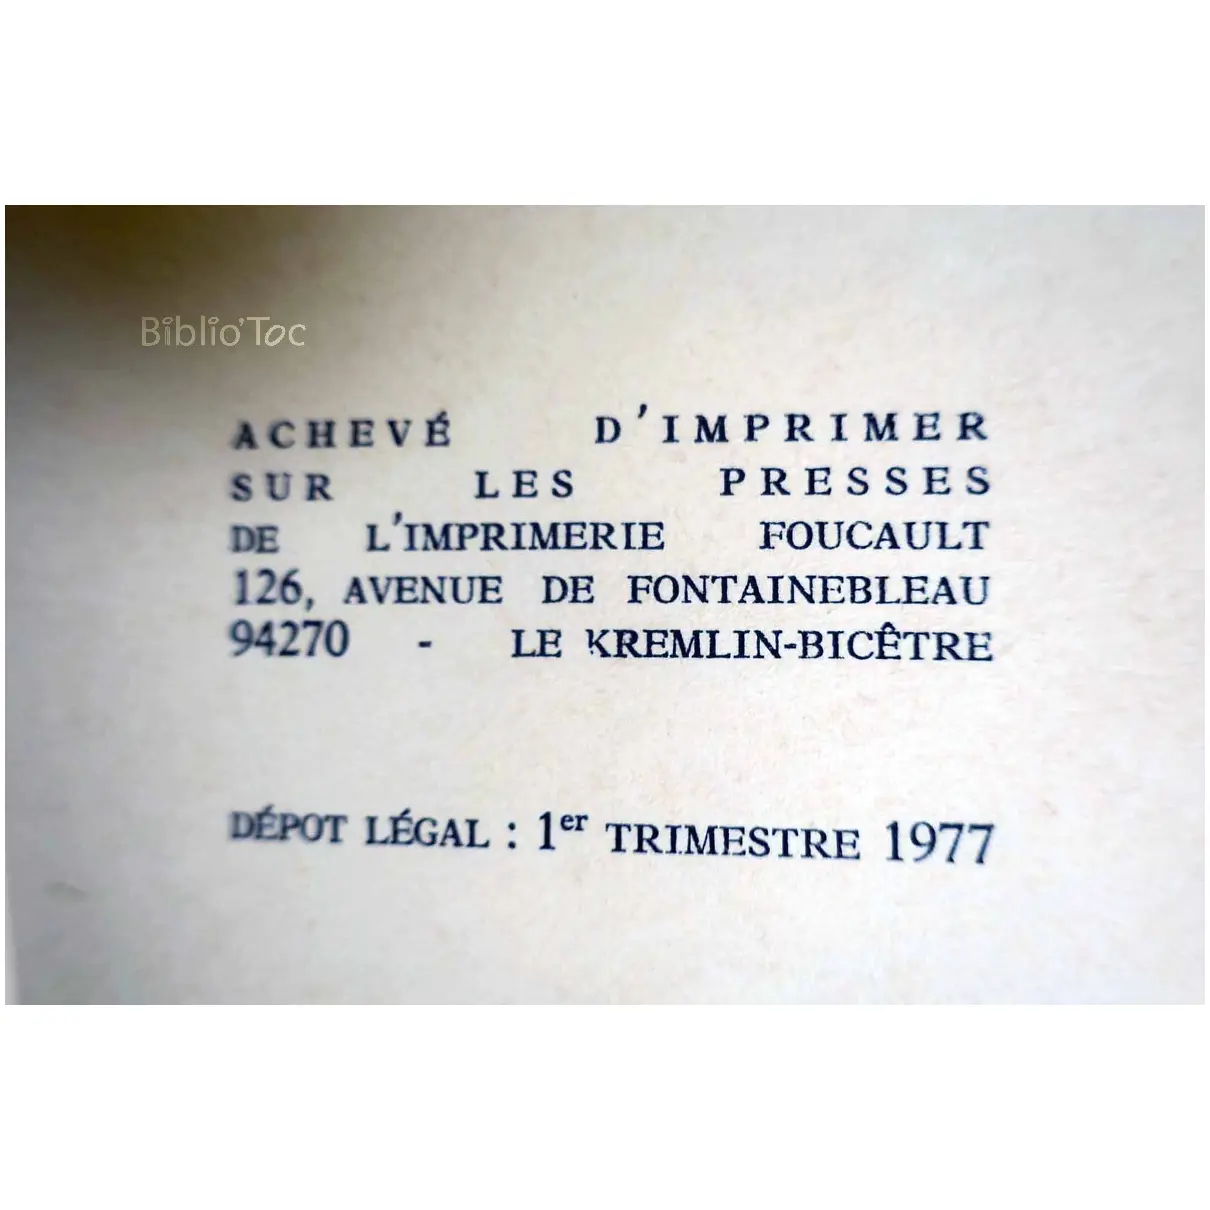 Biblio'Toc
ACHEVÉ D'IMPRIMER
SUR LES PRESSES
DE L'IMPRIMERIE FOUCAULT
126, AVENUE DE FONTAINEBLEAU
94270 - LE KREMLIN-BICÊTRE
DÉPOT LÉGAL : 1er TRIMESTRE 1977